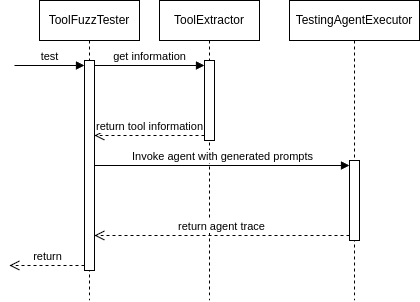 ToolFuzzTester
ToolExtractor
TestingAgentExecutor
test
get information
return tool information
Invoke agent with generated prompts
return agent trace
return